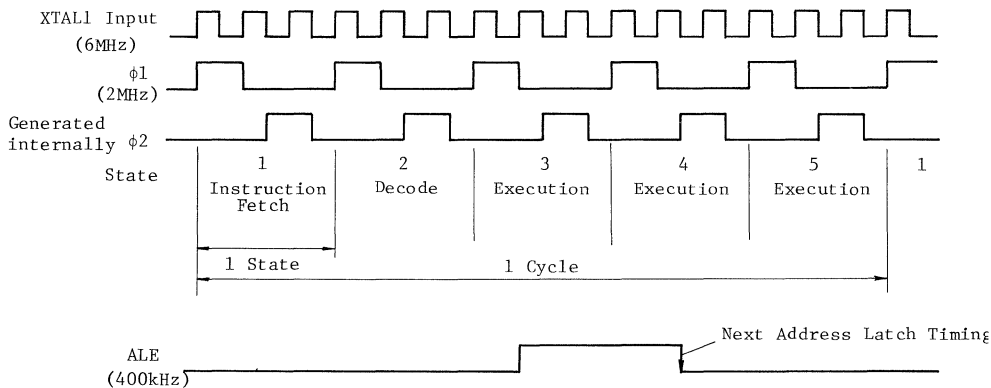 XTAL1 Input
(6MHz)
φ1
(2MHz)
Generated
internally φ2
State
1 2 3 4 5 1
Instruction Fetch Decode Execution Execution Execution
1 State
1 Cycle
Next Address Latch Timing
ALE
(400kHz)